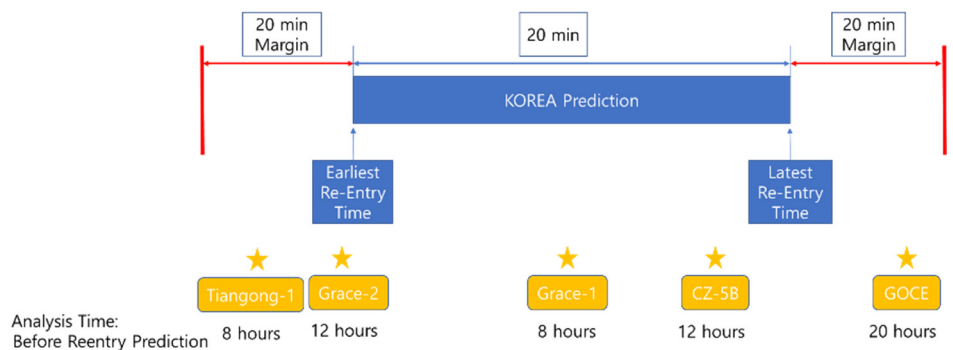 20 min
Margin
20 min
20 min
Margin
KOREA Prediction
Earliest
Re-Entry
Time
Latest
Re-Entry
Time
Tiangong-1
Grace-2
Grace-1
CZ-5B
GOCE
Analysis Time:
Before Reentry Prediction
8 hours
12 hours
8 hours
12 hours
20 hours